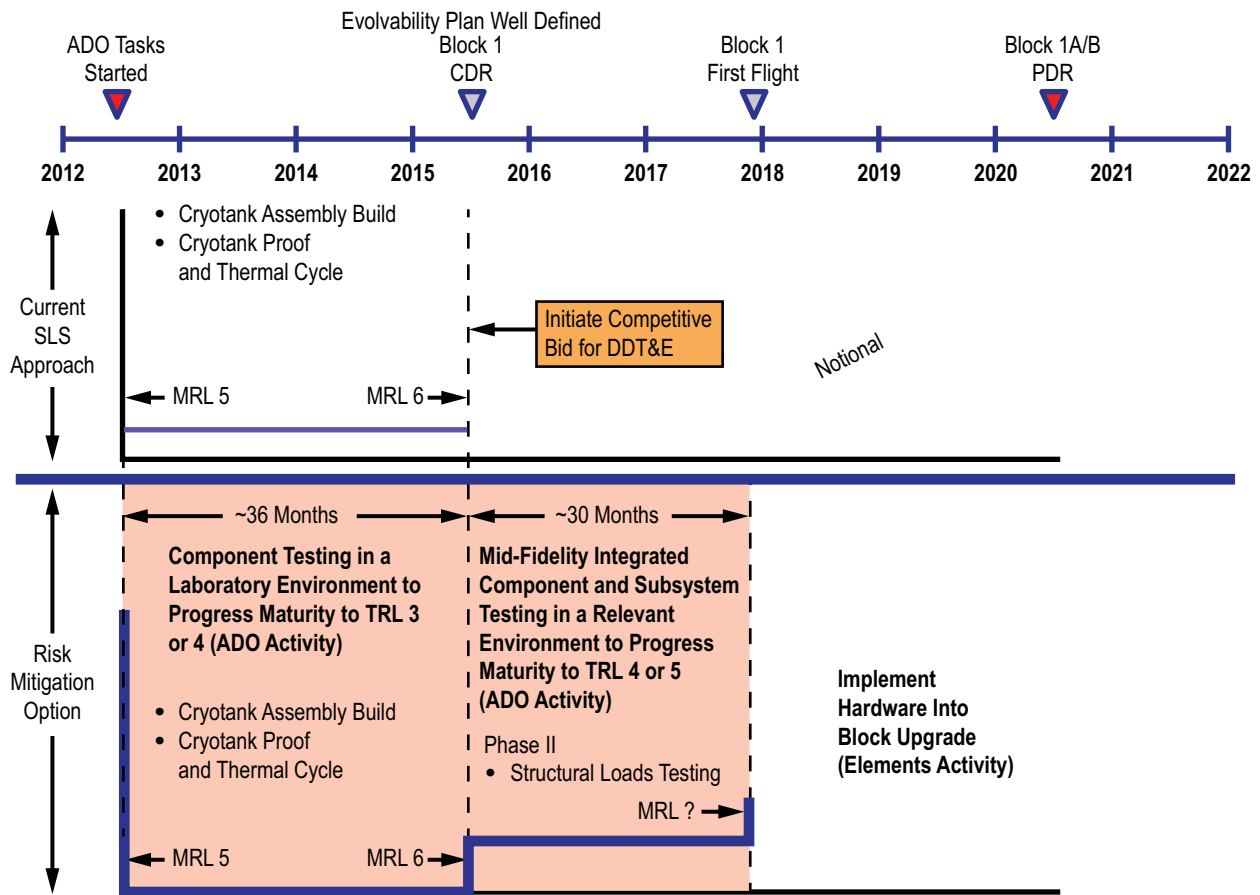 Evolvability Plan Well Defined
ADO Tasks
Started
Block 1
CDR
Block 1
First Flight
Block 1A/B
PDR
2012
2013
2014
2015
2016
2017
2018
2019
2020
2021
2022
Current
SLS
Approach
• Cryotank Assembly Build
• Cryotank Proof
and Thermal Cycle
Initiate Competitive
Bid for DDT&E
Notional
MRL 5
MRL 6
Risk
Mitigation
Option
~36 Months
Component Testing in a
Laboratory Environment to
Progress Maturity to TRL 3
or 4 (ADO Activity)
• Cryotank Assembly Build
• Cryotank Proof
and Thermal Cycle
MRL 5
MRL 6
~30 Months
Mid-Fidelity Integrated
Component and Subsystem
Testing in a Relevant
Environment to Progress
Maturity to TRL 4 or 5
(ADO Activity)
Phase II
• Structural Loads Testing
MRL ?
Implement
Hardware Into
Block Upgrade
(Elements Activity)